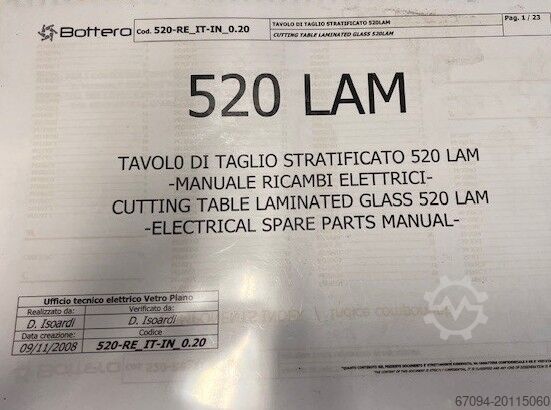 Bottero
Cod. 520-RE_IT-IN_0.20
TAVOLO DI TAGLIO STRATIFICATO 520LAM
CUTTING TABLE LAMINATED GLASS 520LAM
Pag. 1 / 23
520 LAM
TAVOL0 DI TAGLIO STRATIFICATO 520 LAM
-MANUALE RICAMBI ELETTRICI-
CUTTING TABLE LAMINATED GLASS 520 LAM
-ELECTRICAL SPARE PARTS MANUAL-
Ufficio tecnico elettrico Vetro Piano
Realizzato da: Verificato da:
D. Isoardi D. Isoardi
Data creazione: Codice
09/11/2008 520-RE_IT-IN_0.20
67094-20115060